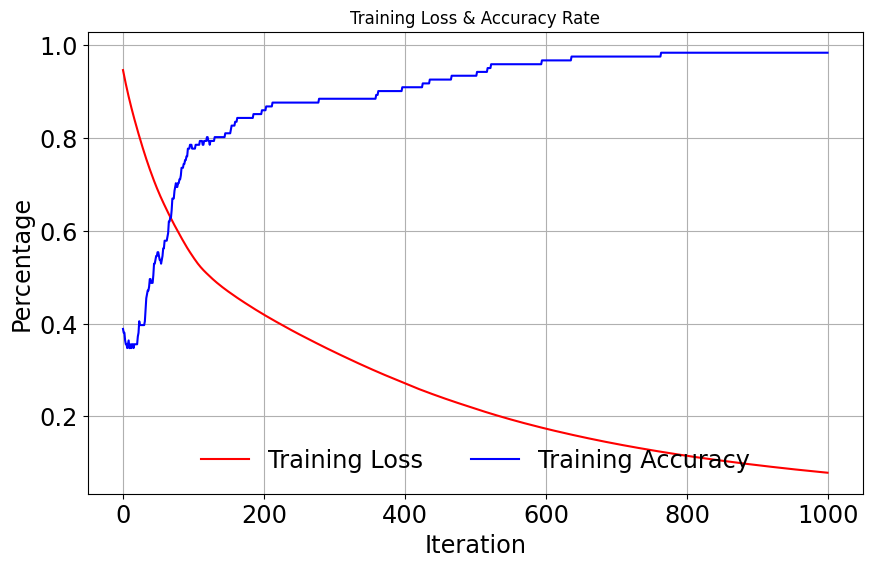 Training Loss & Accuracy Rate
Percentage
1.0
0.8
0.6
0.4
0.2
Training Loss
Training Accuracy
0 200 400 600 800 1000
Iteration